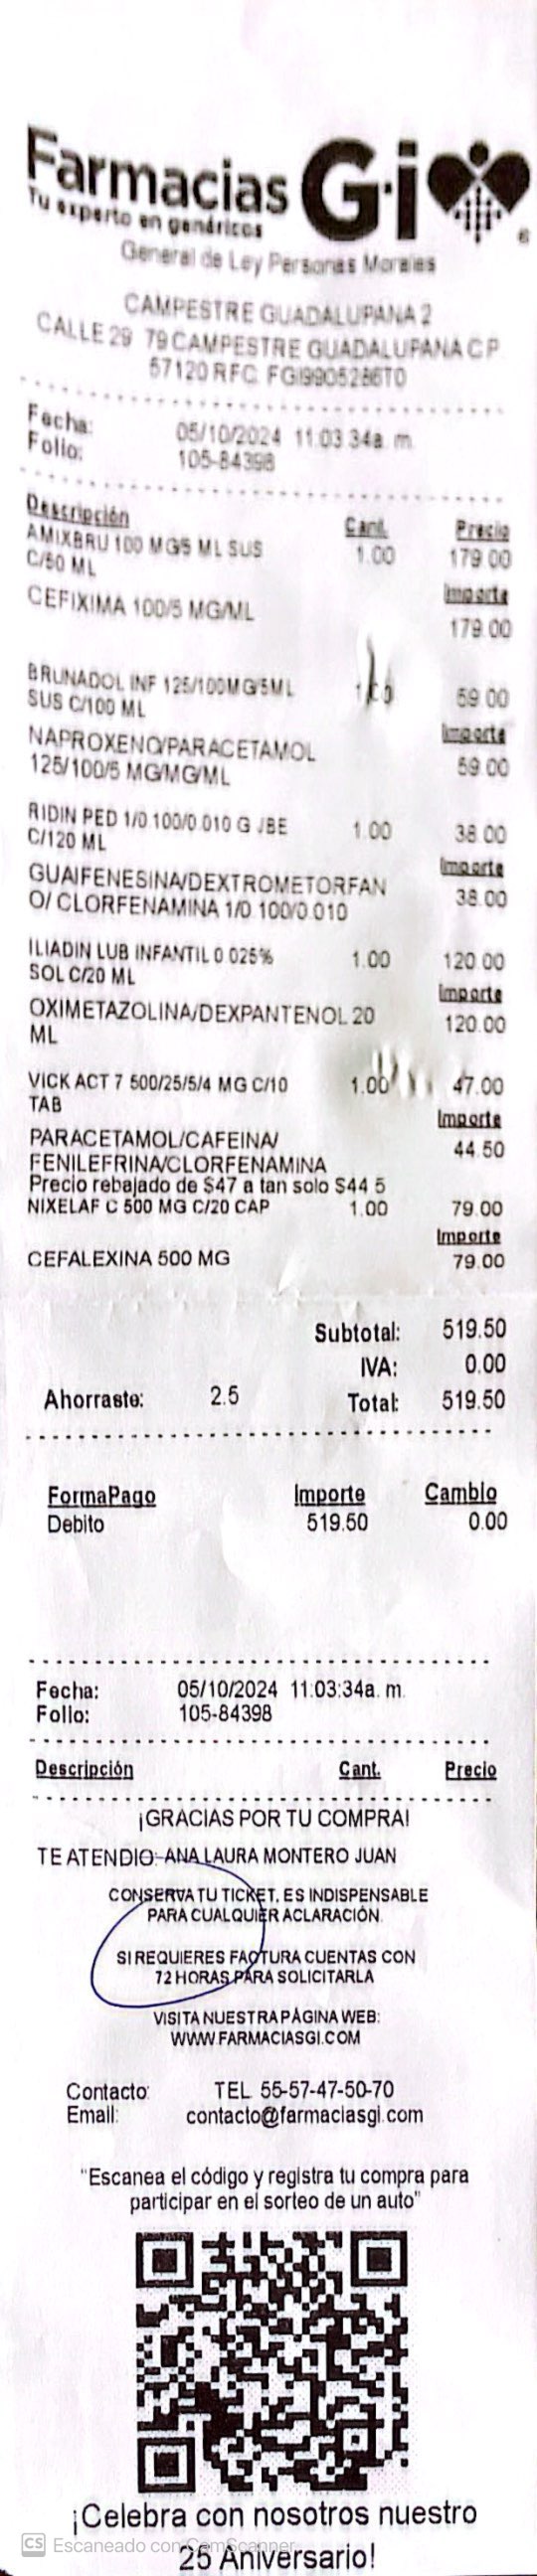 Farmacias G·i ®
Tu experto en genéricos
General de Ley Personas Morales
CAMPESTRE GUADALUPANA 2
CALLE 29 79 CAMPESTRE GUADALUPANA C P
57120 RFC. FGI9905286T0
Fecha: 05/10/2024 11:03 34a. m.
Folio: 105-84398
Descripción Cant. Precio
AMIXBRU 100 MG/5 ML SUS 1.00 179.00
C/50 ML
Importe
CEFIXIMA 100/5 MG/ML 179.00
BRUNADOL INF 125/100MG/5ML 1.00 59.00
SUS C/100 ML
Importe
NAPROXENO/PARACETAMOL 59.00
125/100/5 MG/MG/ML
RIDIN PED 1/0.100/0.010 G JBE 1.00 38.00
C/120 ML
Importe
GUAIFENESINA/DEXTROMETORFAN 38.00
O/ CLORFENAMINA 1/0.100/0.010
ILIADIN LUB INFANTIL 0.025% 1.00 120.00
SOL C/20 ML
Importe
OXIMETAZOLINA/DEXPANTENOL 20 120.00
ML
VICK ACT 7 500/25/5/4 MG C/10 1.00 47.00
TAB
Importe
PARACETAMOL/CAFEINA/ 44.50
FENILEFRINA/CLORFENAMINA
Precio rebajado de $47 a tan solo $44 5
NIXELAF C 500 MG C/20 CAP 1.00 79.00
Importe
CEFALEXINA 500 MG 79.00
Subtotal: 519.50
IVA: 0.00
Ahorraste: 2.5 Total: 519.50
FormaPago Importe Cambio
Debito 519.50 0.00
Fecha: 05/10/2024 11:03:34a. m.
Folio: 105-84398
Descripción Cant. Precio
¡GRACIAS POR TU COMPRA!
TE ATENDIO: ANA LAURA MONTERO JUAN
CONSERVA TU TICKET, ES INDISPENSABLE
PARA CUALQUIER ACLARACIÓN.
SI REQUIERES FACTURA CUENTAS CON
72 HORAS PARA SOLICITARLA
VISITA NUESTRA PÁGINA WEB:
WWW.FARMACIASGI.COM
Contacto: TEL 55-57-47-50-70
Email: contacto@farmaciasgi.com
"Escanea el código y registra tu compra para
participar en el sorteo de un auto"
¡Celebra con nosotros nuestro
25 Aniversario!
CS Escaneado con CamScanner